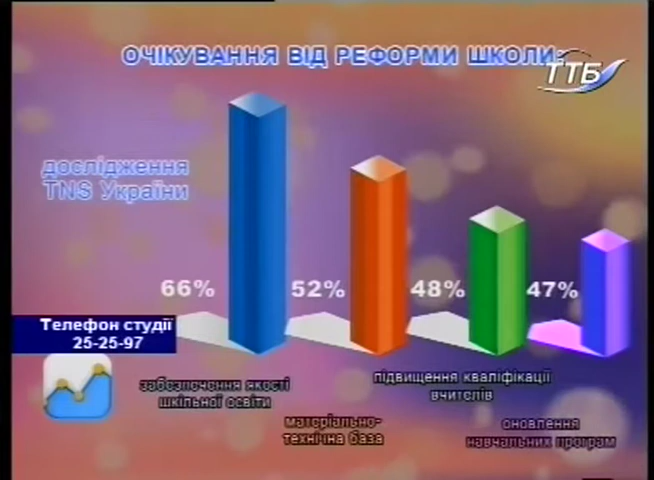 ОЧІКУВАННЯ ВІД РЕФОРМИ ШКОЛИ:
ТТБ
дослідження
TNS України
66%
52%
48%
47%
Телефон студії
25-25-97
забезпечення якості
шкільної освіти
матеріально-
технічна база
підвищення кваліфікації
вчителів
оновлення
навчальних програм